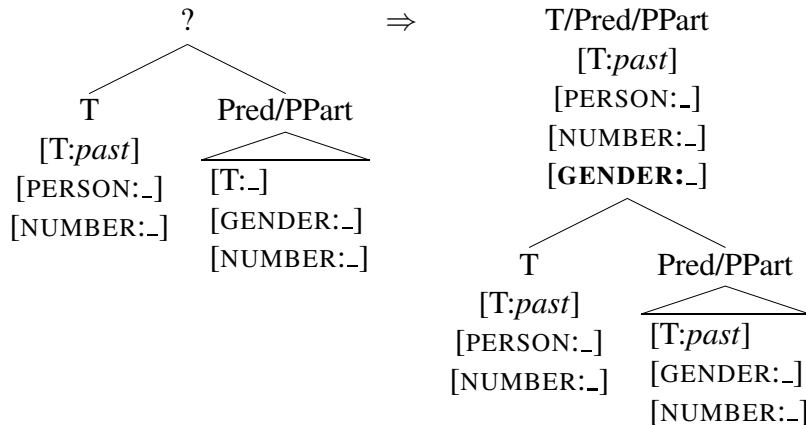 ? ⇒ T/Pred/PPart
[T:past]
T Pred/PPart [PERSON:_]
[T:past] [NUMBER:_]
[PERSON:_] [T:_] [GENDER:_]
[NUMBER:_] [GENDER:_]
[NUMBER:_] T Pred/PPart
[T:past]
[PERSON:_] [T:past]
[NUMBER:_] [GENDER:_]
[NUMBER:_]